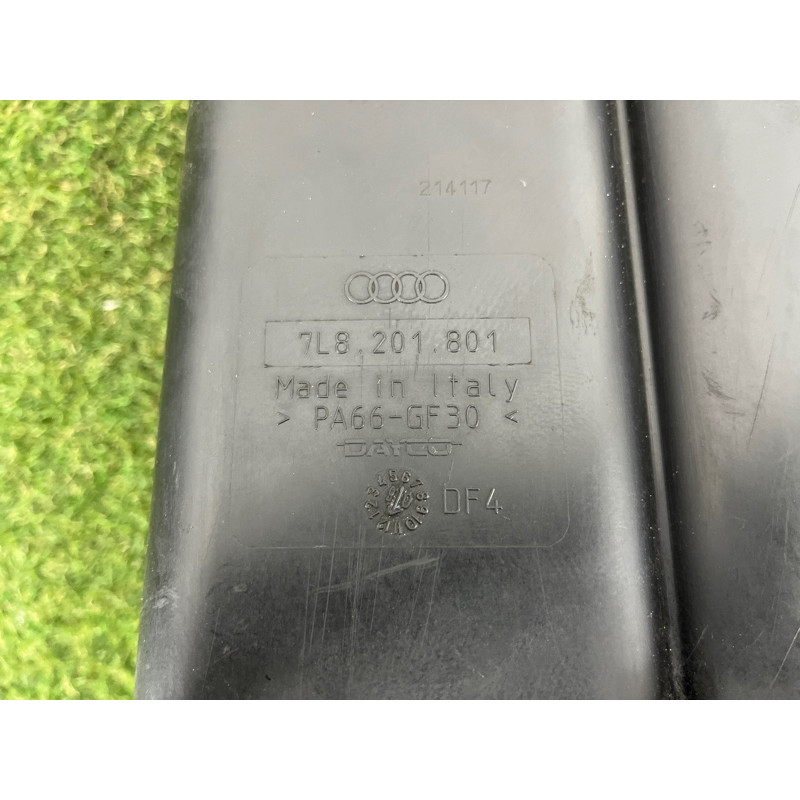 214117
7L8.201.801
Made in Italy
> PA66-GF30 <
DAYCO
DF4